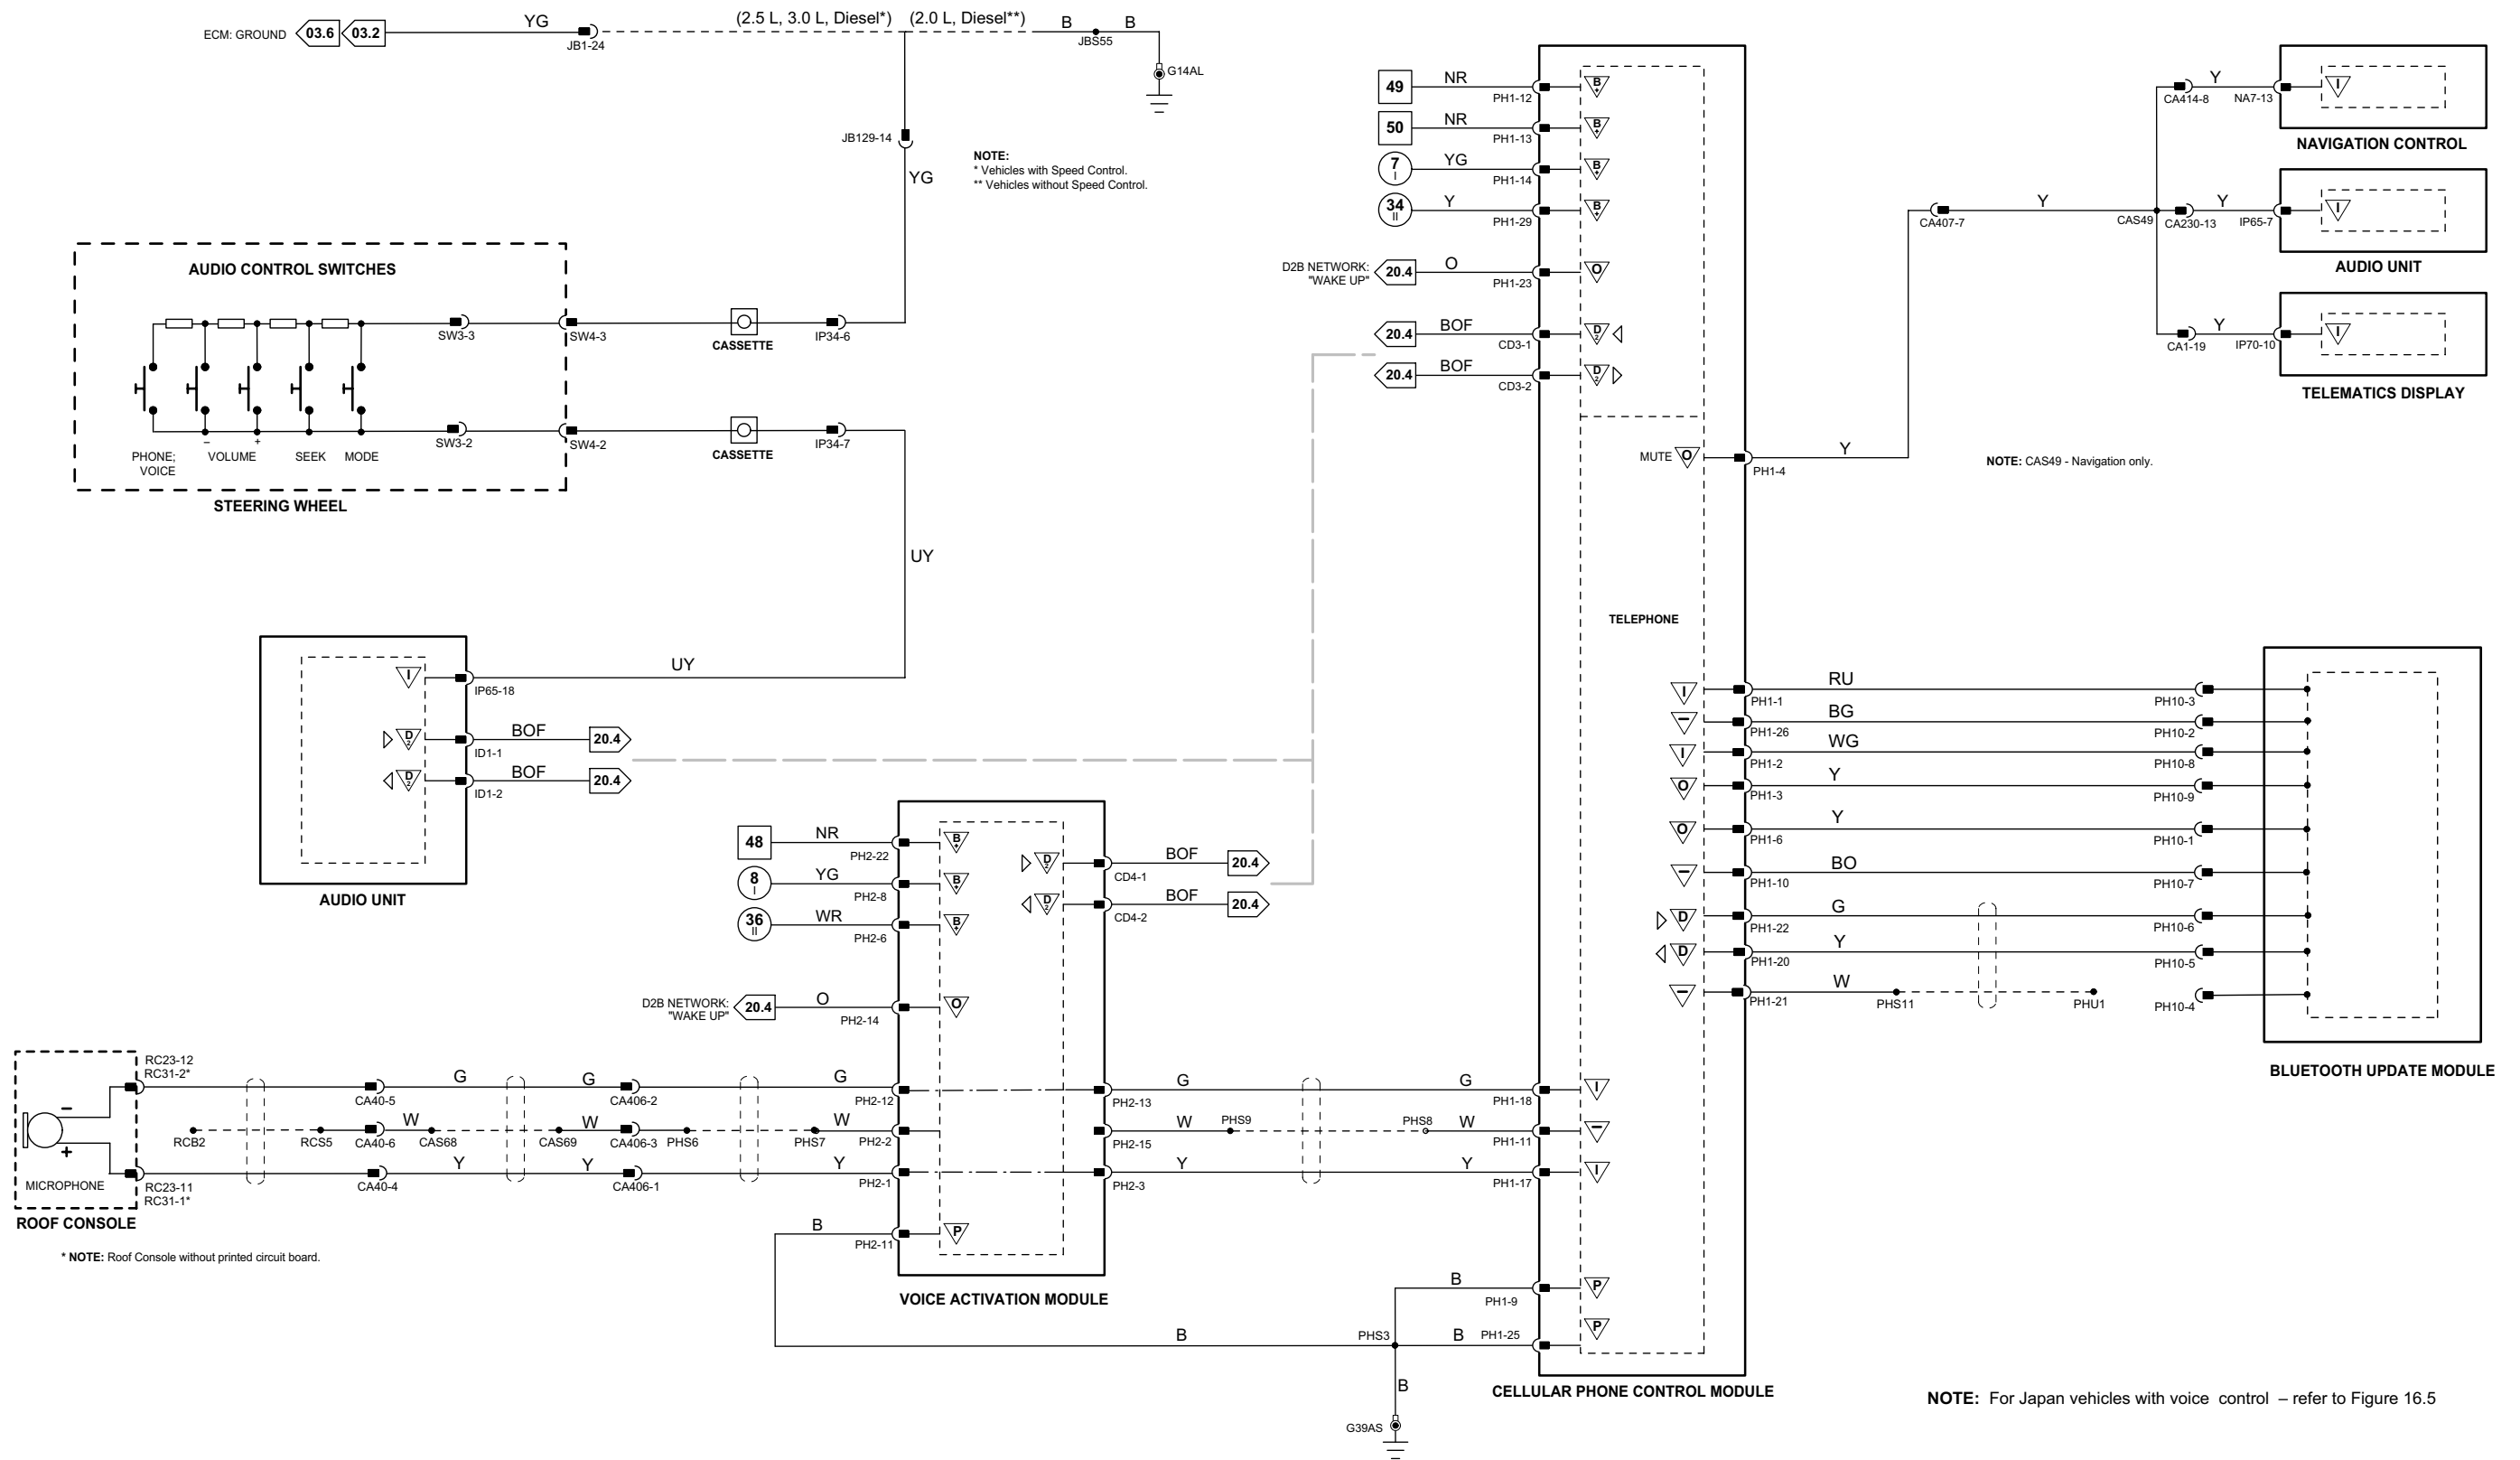 ECM: GROUND 03.6 03.2 YG JB1-24 (2.5 L, 3.0 L, Diesel*) (2.0 L, Diesel**) B JBS55 B
G14AL
JB129-14
YG
NOTE:
* Vehicles with Speed Control.
** Vehicles without Speed Control.
AUDIO CONTROL SWITCHES
SW3-3 SW4-3 CASSETTE IP34-6
SW3-2 SW4-2 CASSETTE IP34-7
– +
PHONE; VOLUME SEEK MODE
VOICE
STEERING WHEEL
UY
I IP65-18 UY
D2 ID1-1 BOF 20.4
D2 ID1-2 BOF 20.4
AUDIO UNIT
48 NR PH2-22 B+
8 I YG PH2-8 B+
36 II WR PH2-6 B+
D2B NETWORK:
"WAKE UP" 20.4 O PH2-14 O
D2 CD4-1 BOF 20.4
D2 CD4-2 BOF 20.4
RC23-12
RC31-2*
– CA40-5 G G CA406-2 G PH2-12
RCB2 RCS5 CA40-6 W CAS68 CAS69 W CA406-3 PHS6 PHS7 W PH2-2
+ CA40-4 Y Y CA406-1 Y PH2-1
MICROPHONE
RC23-11
RC31-1*
ROOF CONSOLE
* NOTE: Roof Console without printed circuit board.
B PH2-11 P
VOICE ACTIVATION MODULE
PH2-13 G G PH1-18 I
PH2-15 W PHS9 PHS8 W PH1-11 –
PH2-3 Y Y PH1-17 I
B PH1-9 P
B PHS3 B PH1-25 P
B
G39AS
49 NR PH1-12 B+
50 NR PH1-13 B+
7 I YG PH1-14 B+
34 II Y PH1-29 B+
D2B NETWORK:
"WAKE UP" 20.4 O PH1-23 O
20.4 BOF CD3-1 D2
20.4 BOF CD3-2 D2
MUTE O PH1-4 Y
TELEPHONE
I PH1-1 RU PH10-3
– PH1-26 BG PH10-2
I PH1-2 WG PH10-8
O PH1-3 Y PH10-9
O PH1-6 Y PH10-1
– PH1-10 BO PH10-7
D PH1-22 G PH10-6
D PH1-20 Y PH10-5
– PH1-21 W PHS11 PHU1 PH10-4
CELLULAR PHONE CONTROL MODULE
BLUETOOTH UPDATE MODULE
CA414-8 Y NA7-13 I
NAVIGATION CONTROL
CA407-7 Y CAS49 CA230-13 Y IP65-7 I
AUDIO UNIT
CA1-19 Y IP70-10 I
TELEMATICS DISPLAY
NOTE: CAS49 - Navigation only.
NOTE: For Japan vehicles with voice control – refer to Figure 16.5